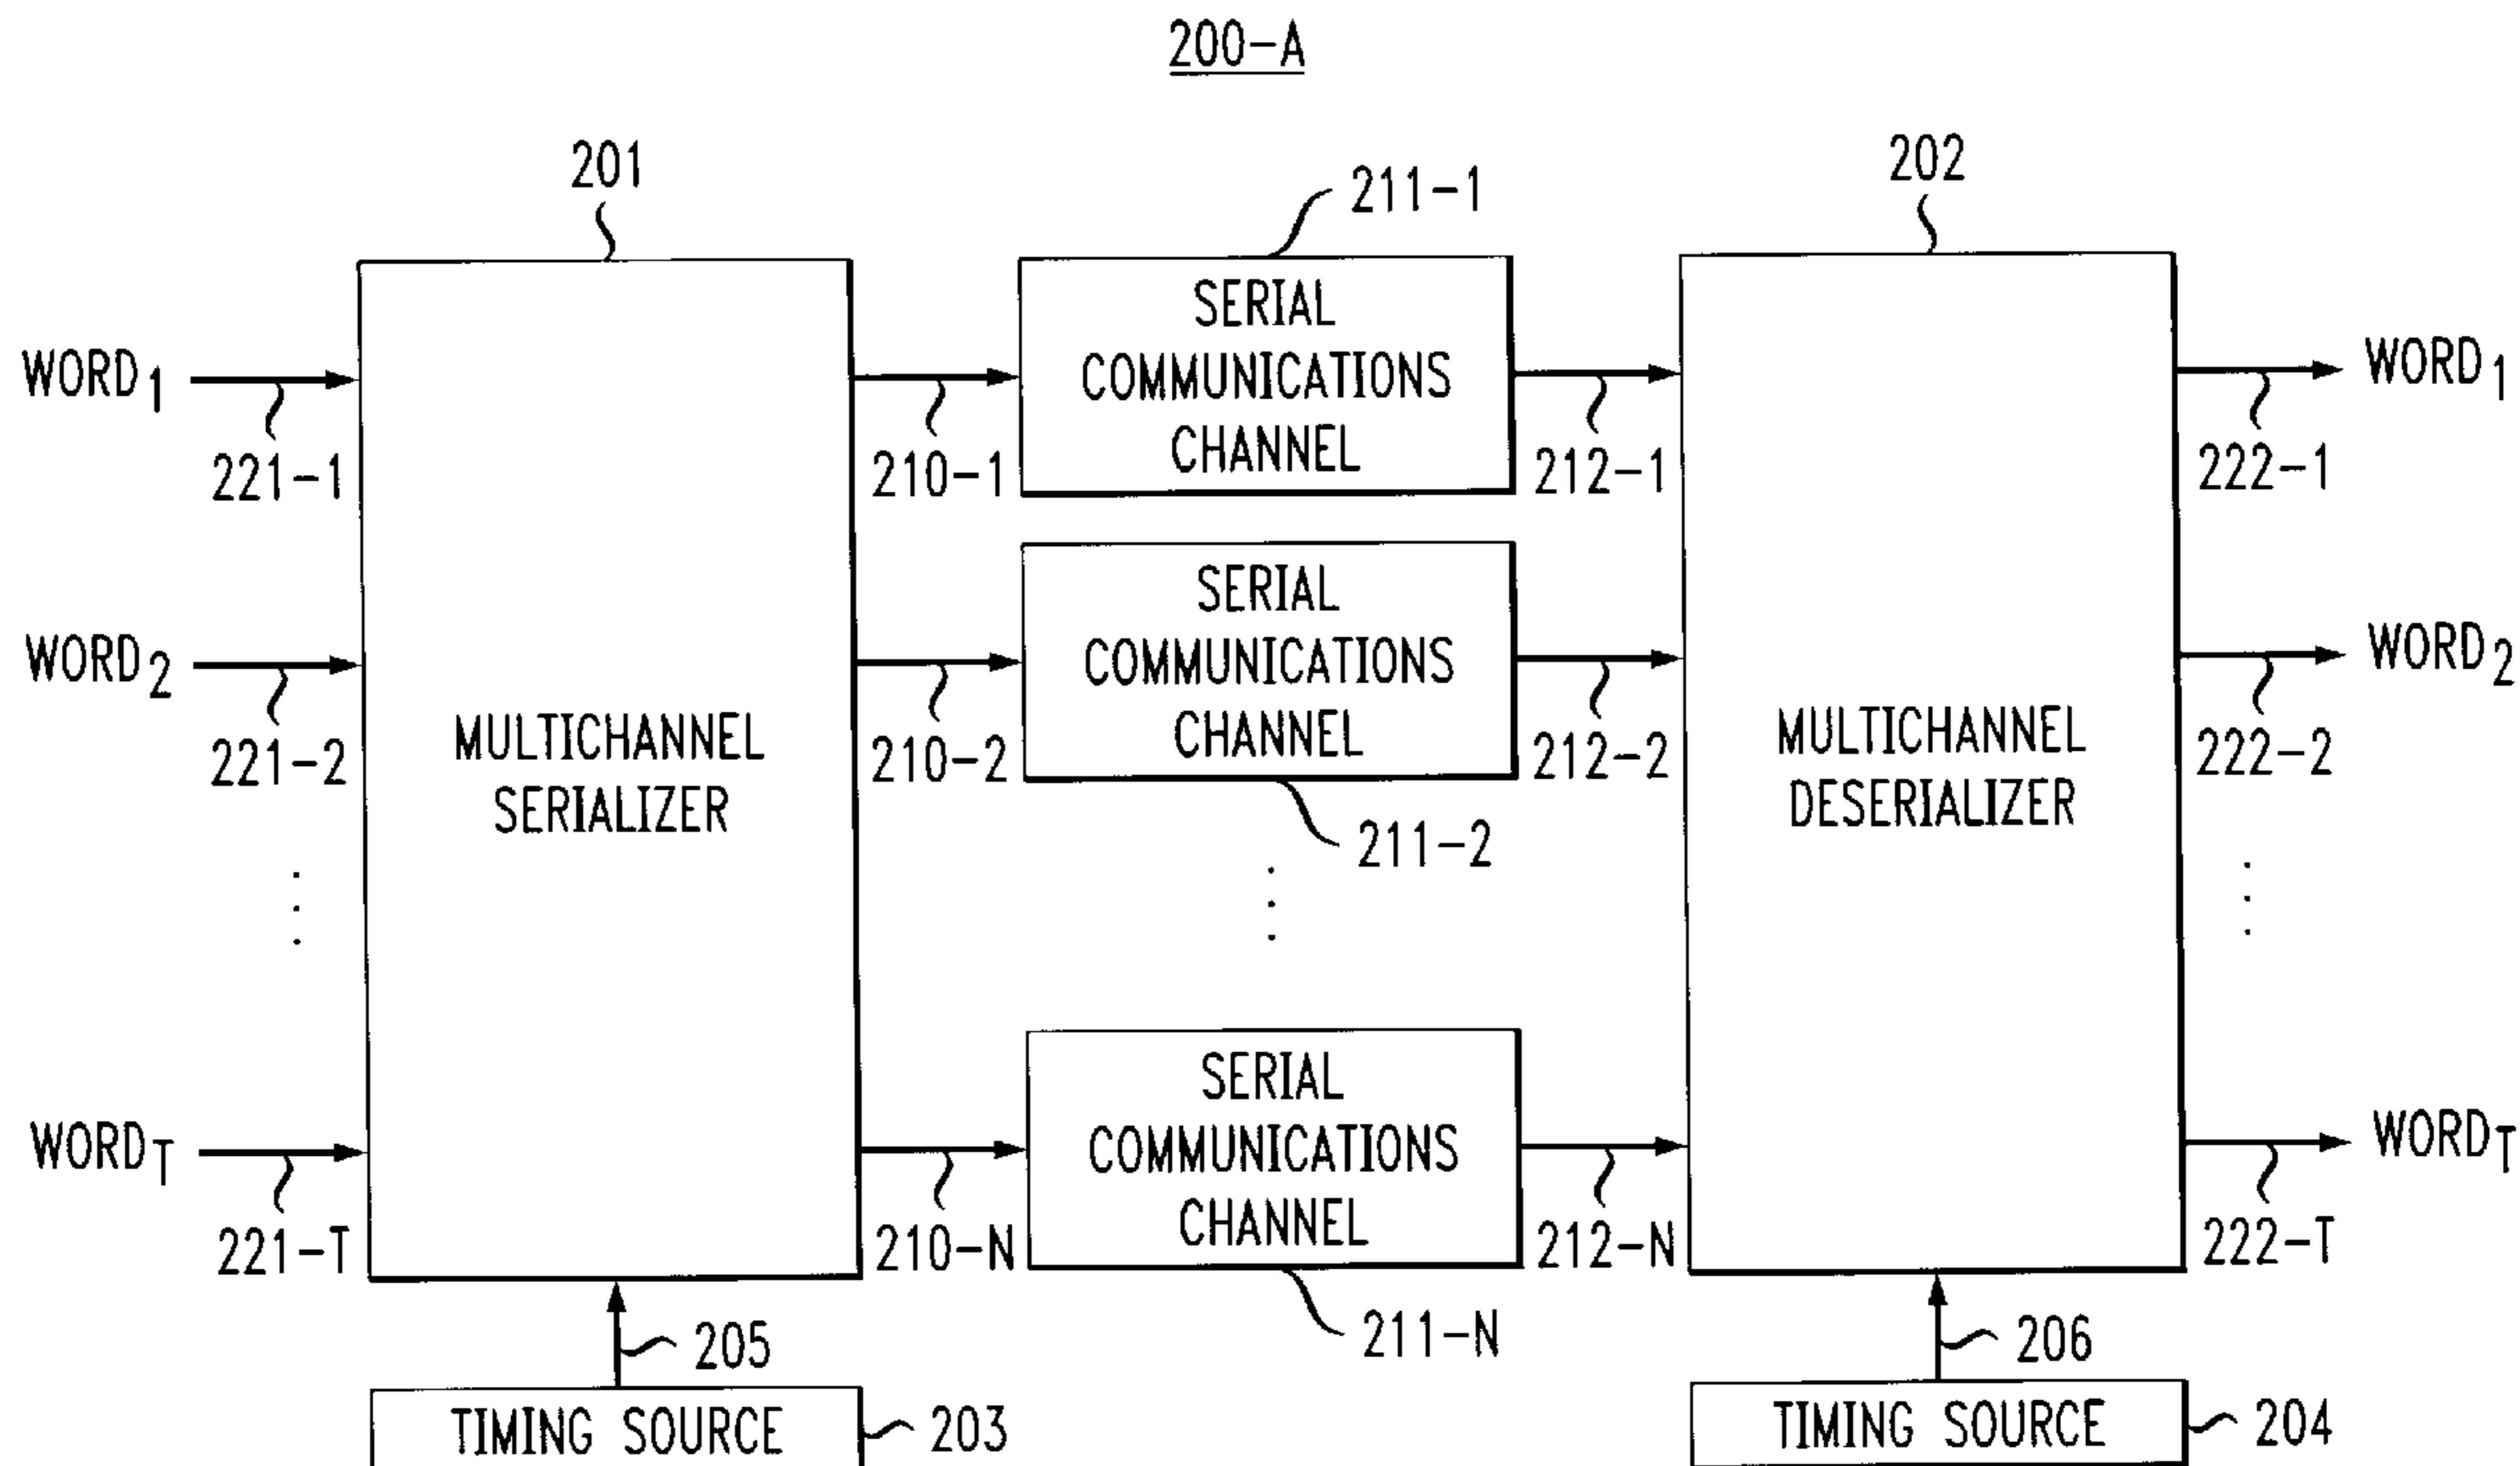 200-A
201
211-1
202
SERIAL
COMMUNICATIONS
CHANNEL
WORD1
221-1
210-1
212-1
222-1
WORD1
SERIAL
COMMUNICATIONS
CHANNEL
WORD2
221-2
210-2
212-2
222-2
WORD2
MULTICHANNEL
SERIALIZER
MULTICHANNEL
DESERIALIZER
211-2
SERIAL
COMMUNICATIONS
CHANNEL
WORDT
221-T
210-N
212-N
222-T
WORDT
211-N
205
206
TIMING SOURCE
203
TIMING SOURCE
204